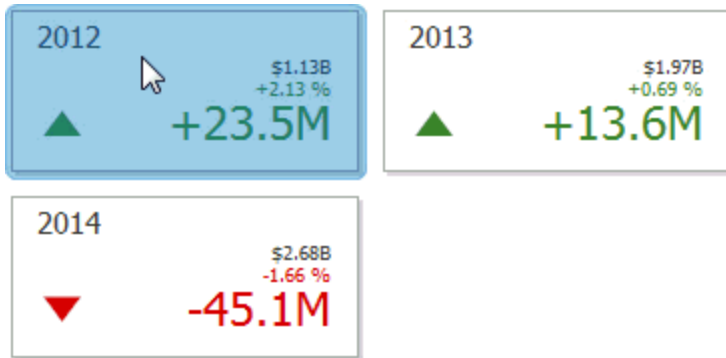 2012
$1.13B
+2.13 %
+23.5M
2013
$1.97B
+0.69 %
+13.6M
2014
$2.68B
-1.66 %
-45.1M